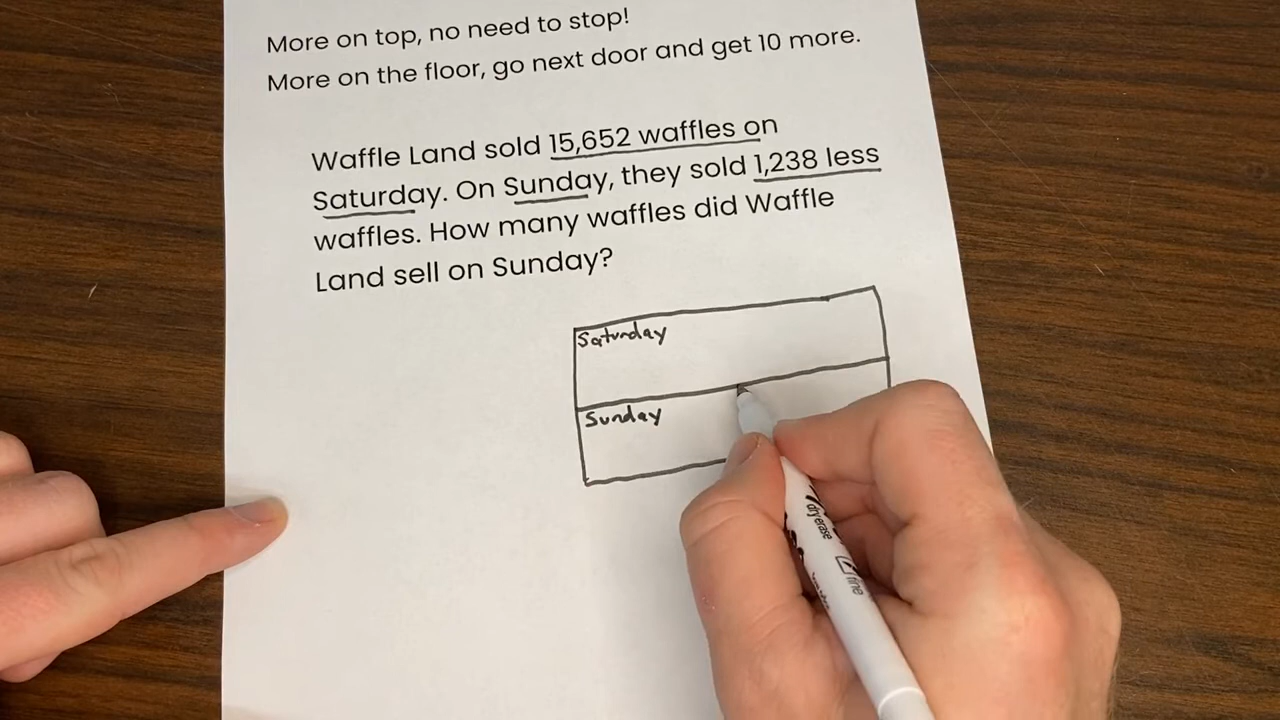 More on top, no need to stop!
More on the floor, go next door and get 10 more.
Waffle Land sold 15,652 waffles on
Saturday. On Sunday, they sold 1,238 less
waffles. How many waffles did Waffle
Land sell on Sunday?
Saturday
Sunday
dry erase
fine